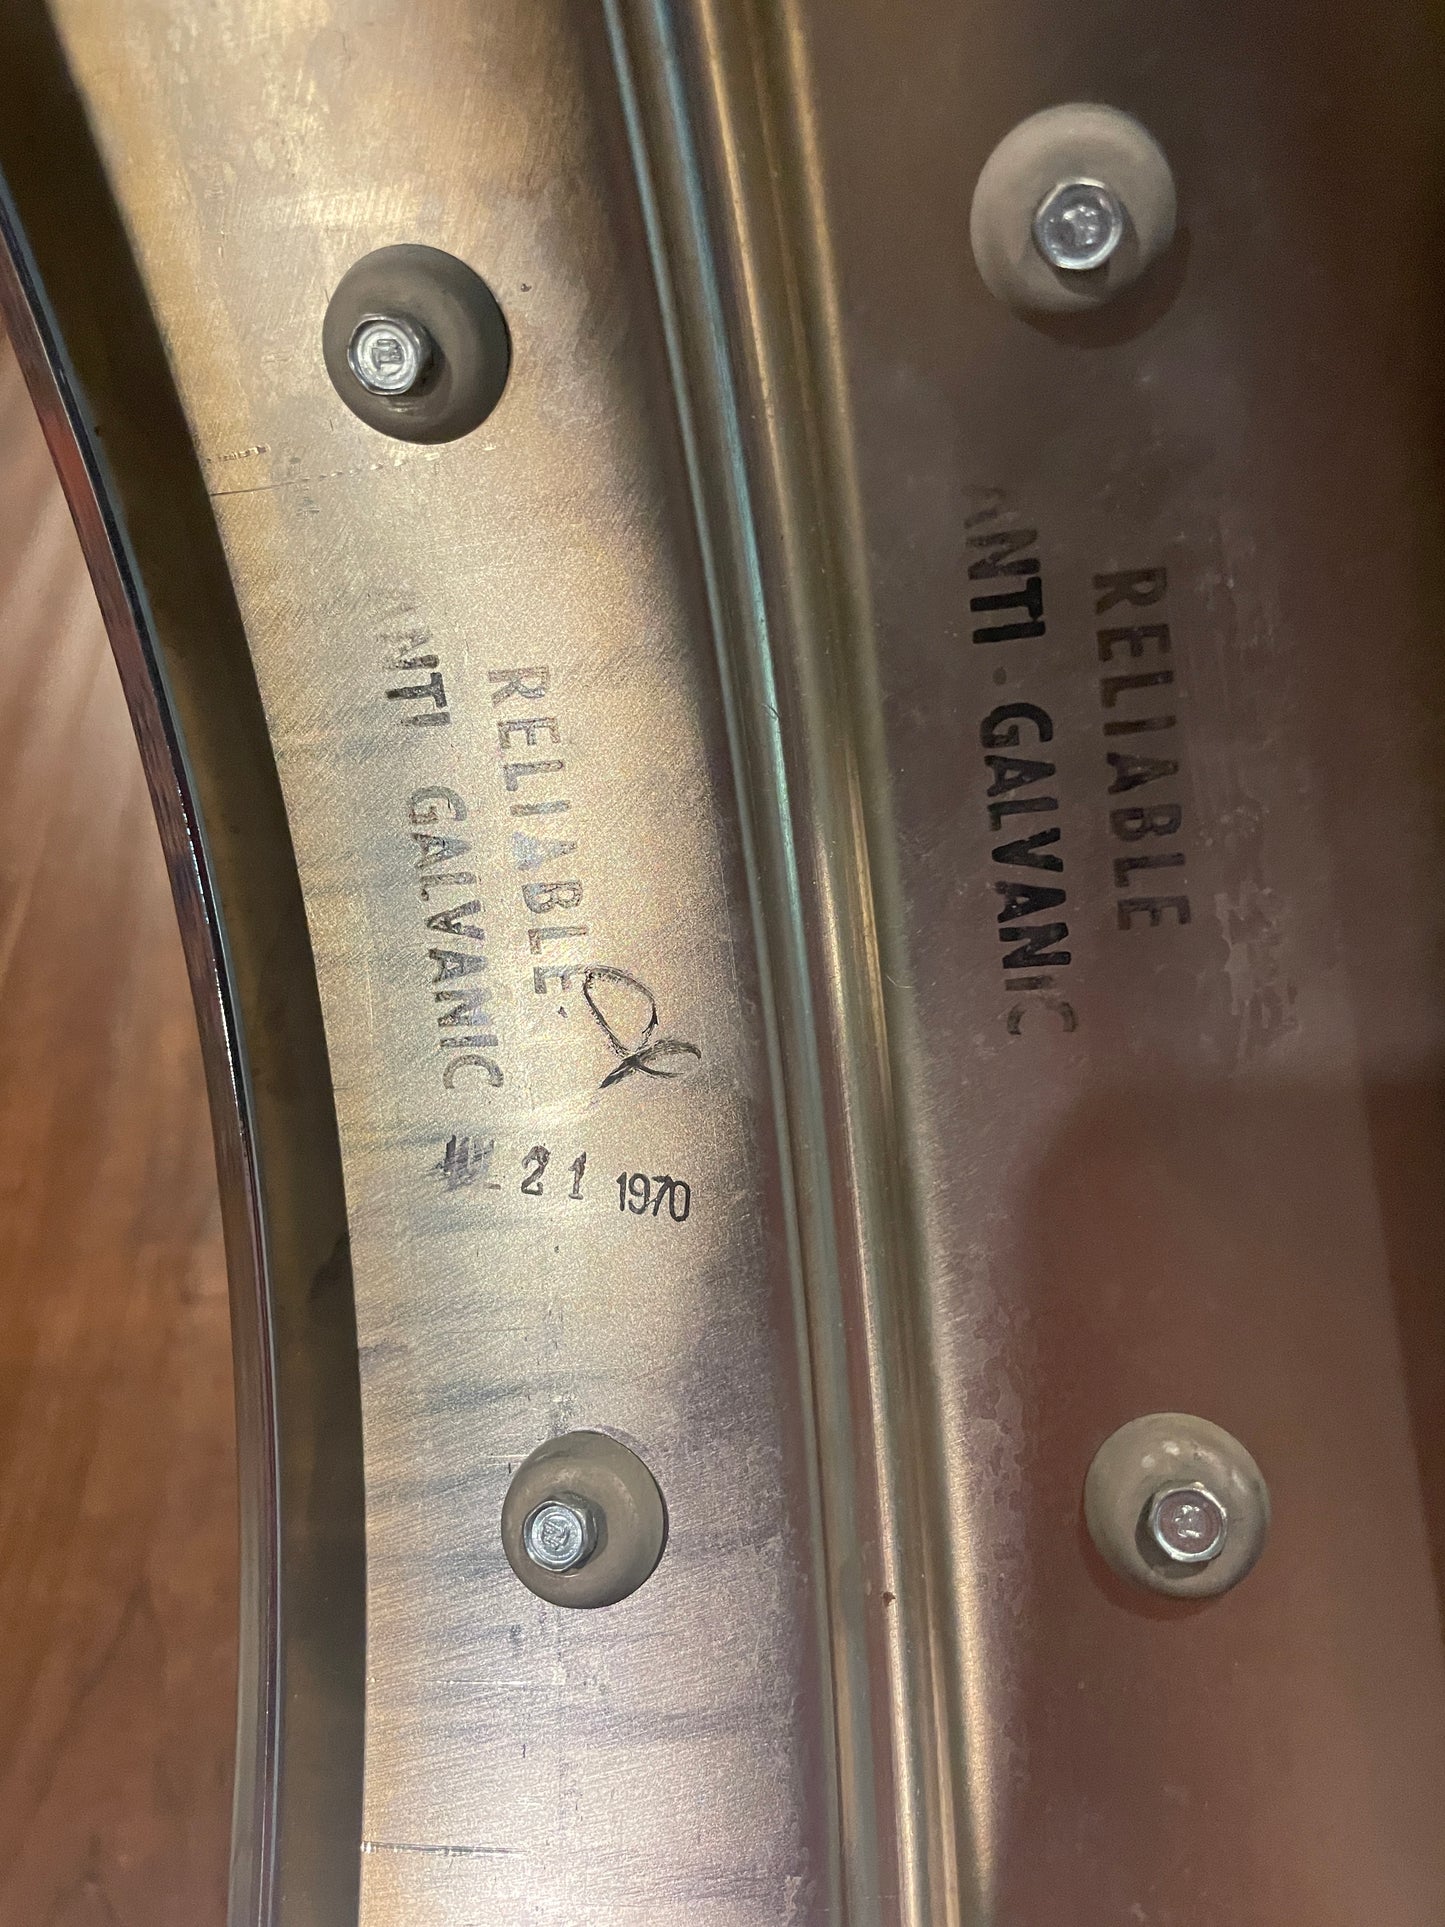 RELIABLE
ANTI-GALVANIC
RELIABLE
ANTI GALVANIC
21 1970